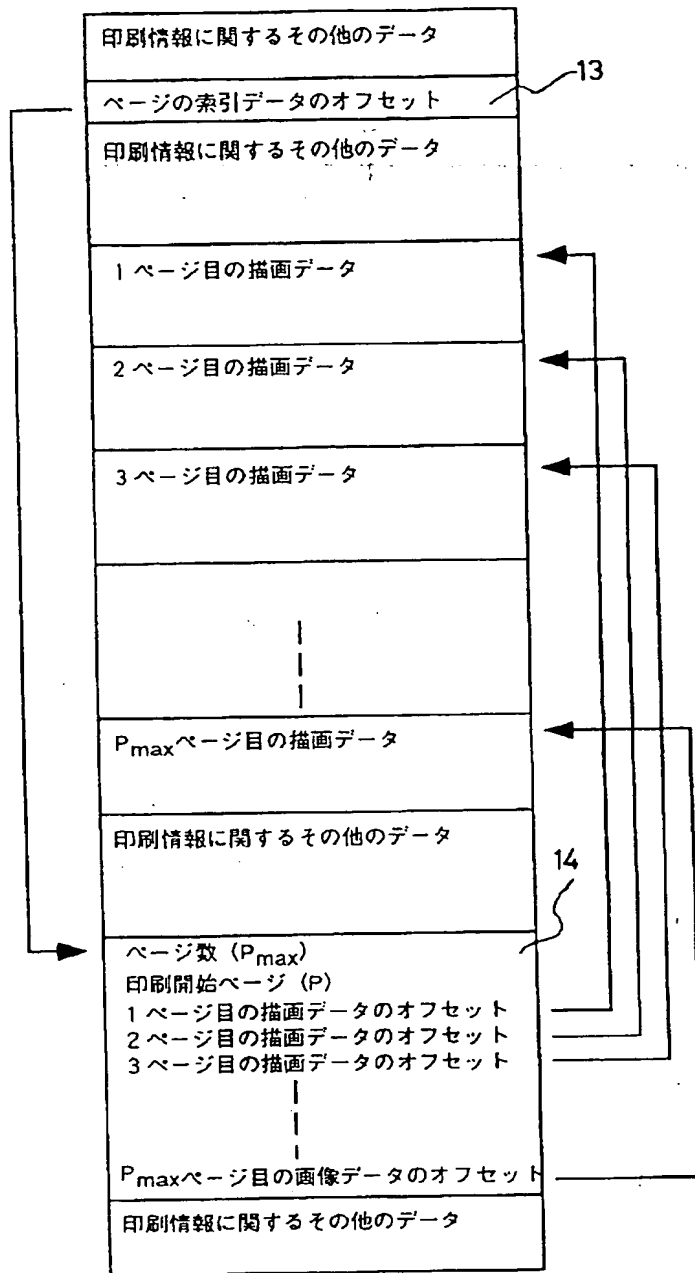 印刷情報に関するその他のデータ
ページの索引データのオフセット
13
印刷情報に関するその他のデータ
1ページ目の描画データ
2ページ目の描画データ
3ページ目の描画データ
Pmaxページ目の描画データ
印刷情報に関するその他のデータ
14
ページ数（Pmax）
印刷開始ページ（P）
1ページ目の描画データのオフセット
2ページ目の描画データのオフセット
3ページ目の描画データのオフセット
Pmaxページ目の画像データのオフセット
印刷情報に関するその他のデータ